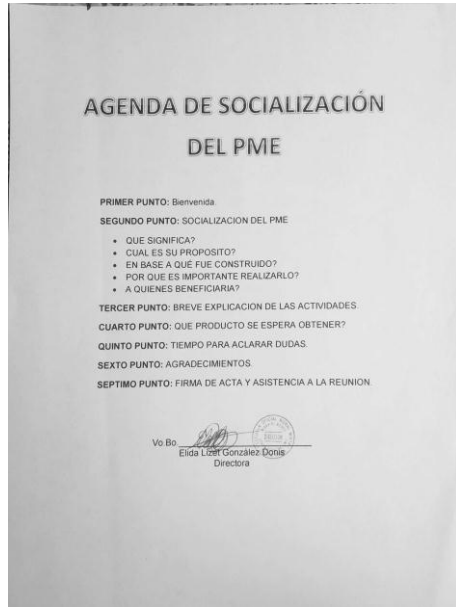 AGENDA DE SOCIALIZACIÓN
DEL PME
PRIMER PUNTO: Bienvenida.
SEGUNDO PUNTO: SOCIALIZACION DEL PME
• QUE SIGNIFICA?
• CUAL ES SU PROPOSITO?
• EN BASE A QUÉ FUE CONSTRUIDO?
• POR QUE ES IMPORTANTE REALIZARLO?
• A QUIENES BENEFICIARIA?
TERCER PUNTO: BREVE EXPLICACION DE LAS ACTIVIDADES.
CUARTO PUNTO: QUE PRODUCTO SE ESPERA OBTENER?
QUINTO PUNTO: TIEMPO PARA ACLARAR DUDAS.
SEXTO PUNTO: AGRADECIMIENTOS.
SEPTIMO PUNTO: FIRMA DE ACTA Y ASISTENCIA A LA REUNION.
Vo.Bo.
Elida Lizet González Donis
Directora